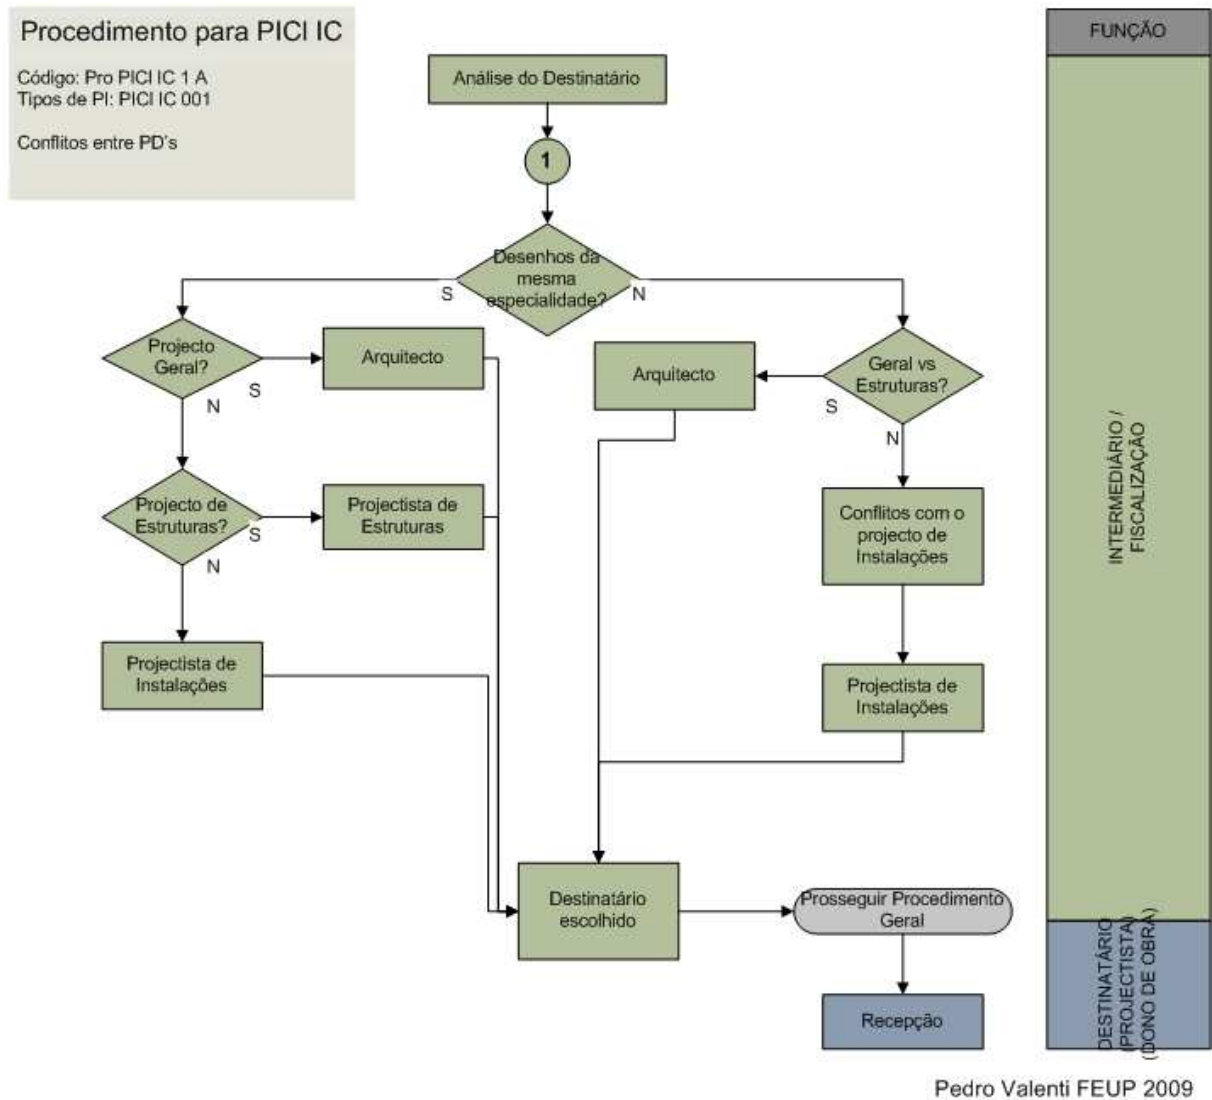 Procedimento para PICI IC
Código: Pro PICI IC 1 A
Tipos de PI: PICI IC 001
Conflitos entre PD's
FUNÇÃO
Análise do Destinatário
1
Desenhos da
mesma
especialidade?
S
N
Projecto
Geral?
S
N
Arquitecto
Arquitecto
Geral vs
Estruturas?
S
N
Projecto de
Estruturas?
S
N
Projectista de
Estruturas
Conflitos com o
projecto de
Instalações
Projectista de
Instalações
Projectista de
Instalações
Destinatário
escolhido
Prosseguir Procedimento
Geral
Recepção
INTERMEDIÁRIO /
FISCALIZAÇÃO
DESTINATÁRIO
(PROJECTISTA)
(DONO DE OBRA)
Pedro Valenti FEUP 2009